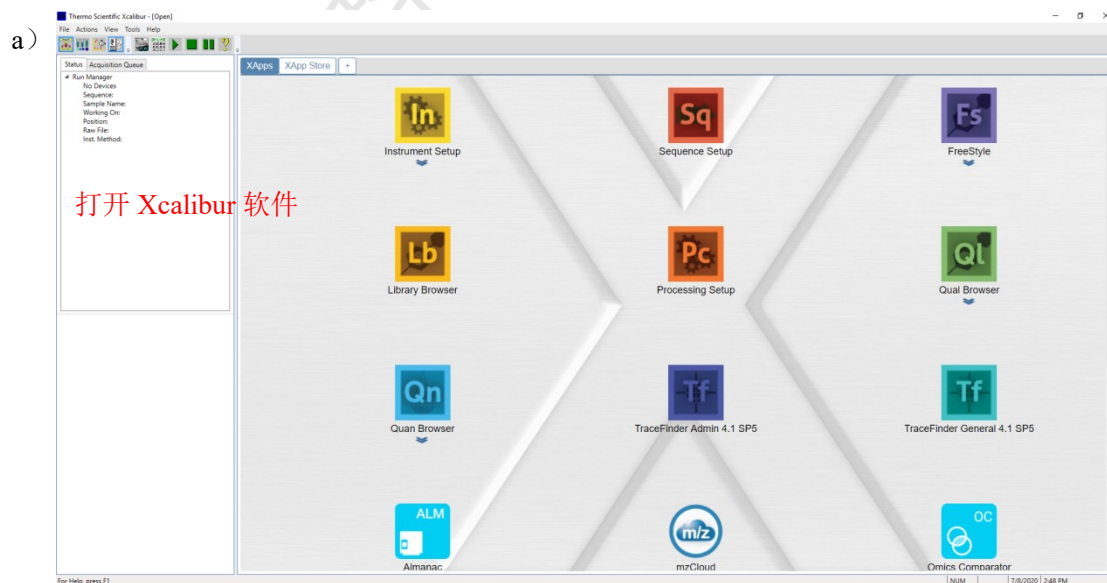 Thermo Scientific Xcalibur - [Open]
a）
File Actions View Tools Help
Status Acquisition Queue
XApps XApp Store +
Run Manager
No Devices
Sequence:
Sample Name:
Working On:
Position:
Raw File:
Inst. Method:
In
Sq
Fs
Instrument Setup
Sequence Setup
FreeStyle
打开 Xcalibur 软件
Lb
Pc
Ql
Library Browser
Processing Setup
Qual Browser
Qn
Tf
Tf
Quan Browser
TraceFinder Admin 4.1 SP5
TraceFinder General 4.1 SP5
ALM
m/z
OC
Almanac
mzCloud
Omics Comparator
For Help, press F1
NUM
7/8/2020 2:48 PM